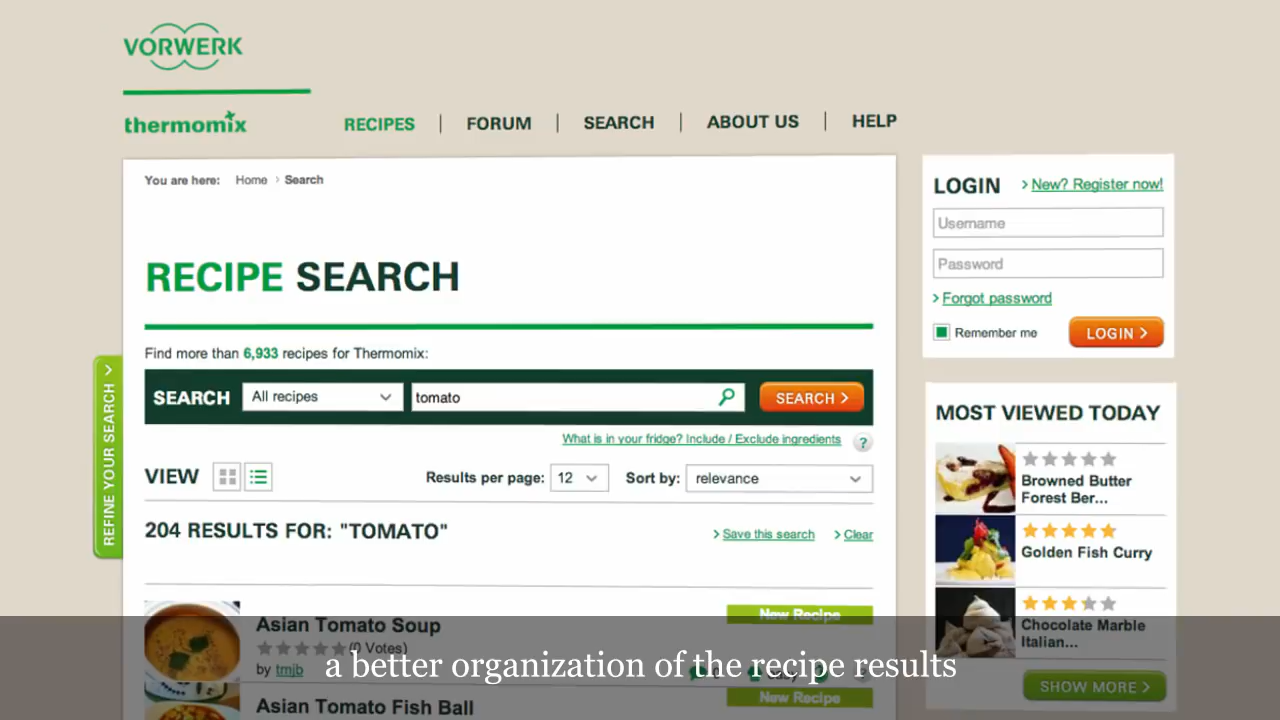 VORWERK
thermomix
RECIPES | FORUM | SEARCH | ABOUT US | HELP
You are here: Home › Search
RECIPE SEARCH
Find more than 6,933 recipes for Thermomix:
SEARCH All recipes tomato SEARCH >
What is in your fridge? Include / Exclude ingredients ?
VIEW Results per page: 12 Sort by: relevance
204 RESULTS FOR: "TOMATO" > Save this search > Clear
New Recipe
Asian Tomato Soup
(0 Votes)
by tmjb
New Recipe
Asian Tomato Fish Ball
REFINE YOUR SEARCH >
LOGIN > New? Register now!
Username
Password
> Forgot password
Remember me LOGIN >
MOST VIEWED TODAY
Browned Butter
Forest Ber...
Golden Fish Curry
Chocolate Marble
Italian...
SHOW MORE >
a better organization of the recipe results